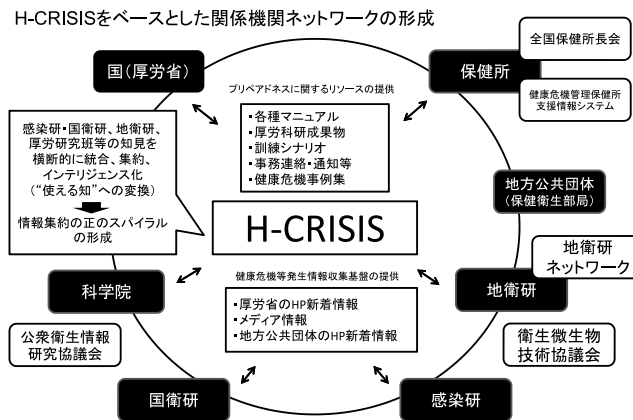 H-CRISISをベースとした関係機関ネットワークの形成
全国保健所長会
国(厚労省)
保健所
プリペアドネスに関するリソースの提供
健康危機管理保健所
支援情報システム
・各種マニュアル
・厚労科研成果物
・訓練シナリオ
・事務連絡・通知等
・健康危機事例集
感染研・国衛研、地衛研、
厚労研究班等の知見を
横断的に統合、集約、
インテリジェンス化
(“使える知”への変換)
情報集約の正のスパイラル
の形成
地方公共団体
(保健衛生部局)
H-CRISIS
地衛研
ネットワーク
健康危機等発生情報収集基盤の提供
科学院
地衛研
・厚労省のHP新着情報
・メディア情報
・地方公共団体のHP新着情報
公衆衛生情報
研究協議会
衛生微生物
技術協議会
国衛研
感染研